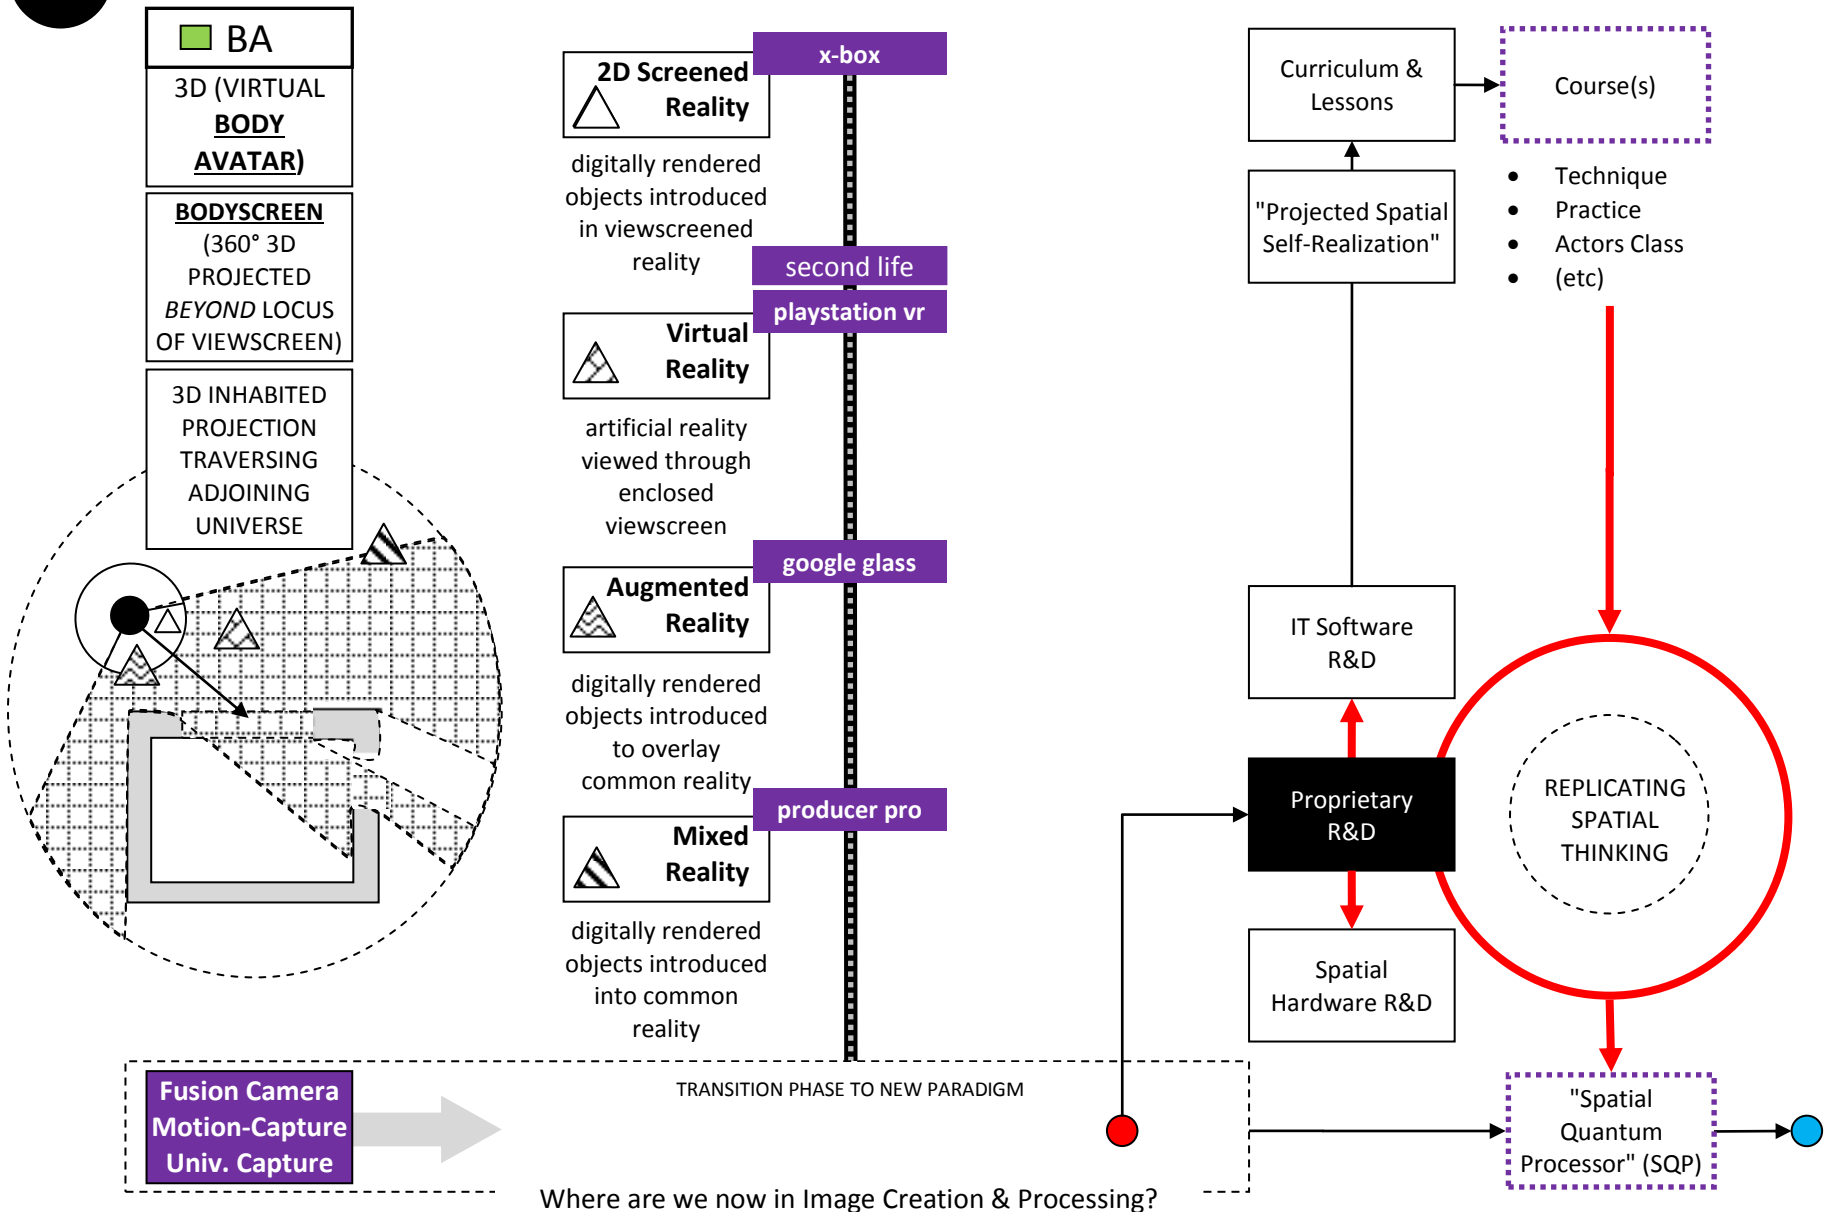 BA
3D (VIRTUAL
BODY
AVATAR)
BODYSCREEN
(360° 3D
PROJECTED
BEYOND LOCUS
OF VIEWSCREEN)
3D INHABITED
PROJECTION
TRAVERSING
ADJOINING
UNIVERSE
x-box
2D Screened
Reality
digitally rendered
objects introduced
in viewscreened
reality
second life
playstation vr
Virtual
Reality
artificial reality
viewed through
enclosed
viewscreen
google glass
Augmented
Reality
digitally rendered
objects introduced
to overlay
common reality
producer pro
Mixed
Reality
digitally rendered
objects introduced
into common
reality
Curriculum &
Lessons
Course(s)
"Projected Spatial
Self-Realization"
• Technique
• Practice
• Actors Class
• (etc)
IT Software
R&D
Proprietary
R&D
REPLICATING
SPATIAL
THINKING
Spatial
Hardware R&D
Fusion Camera
Motion-Capture
Univ. Capture
TRANSITION PHASE TO NEW PARADIGM
"Spatial
Quantum
Processor" (SQP)
Where are we now in Image Creation & Processing?